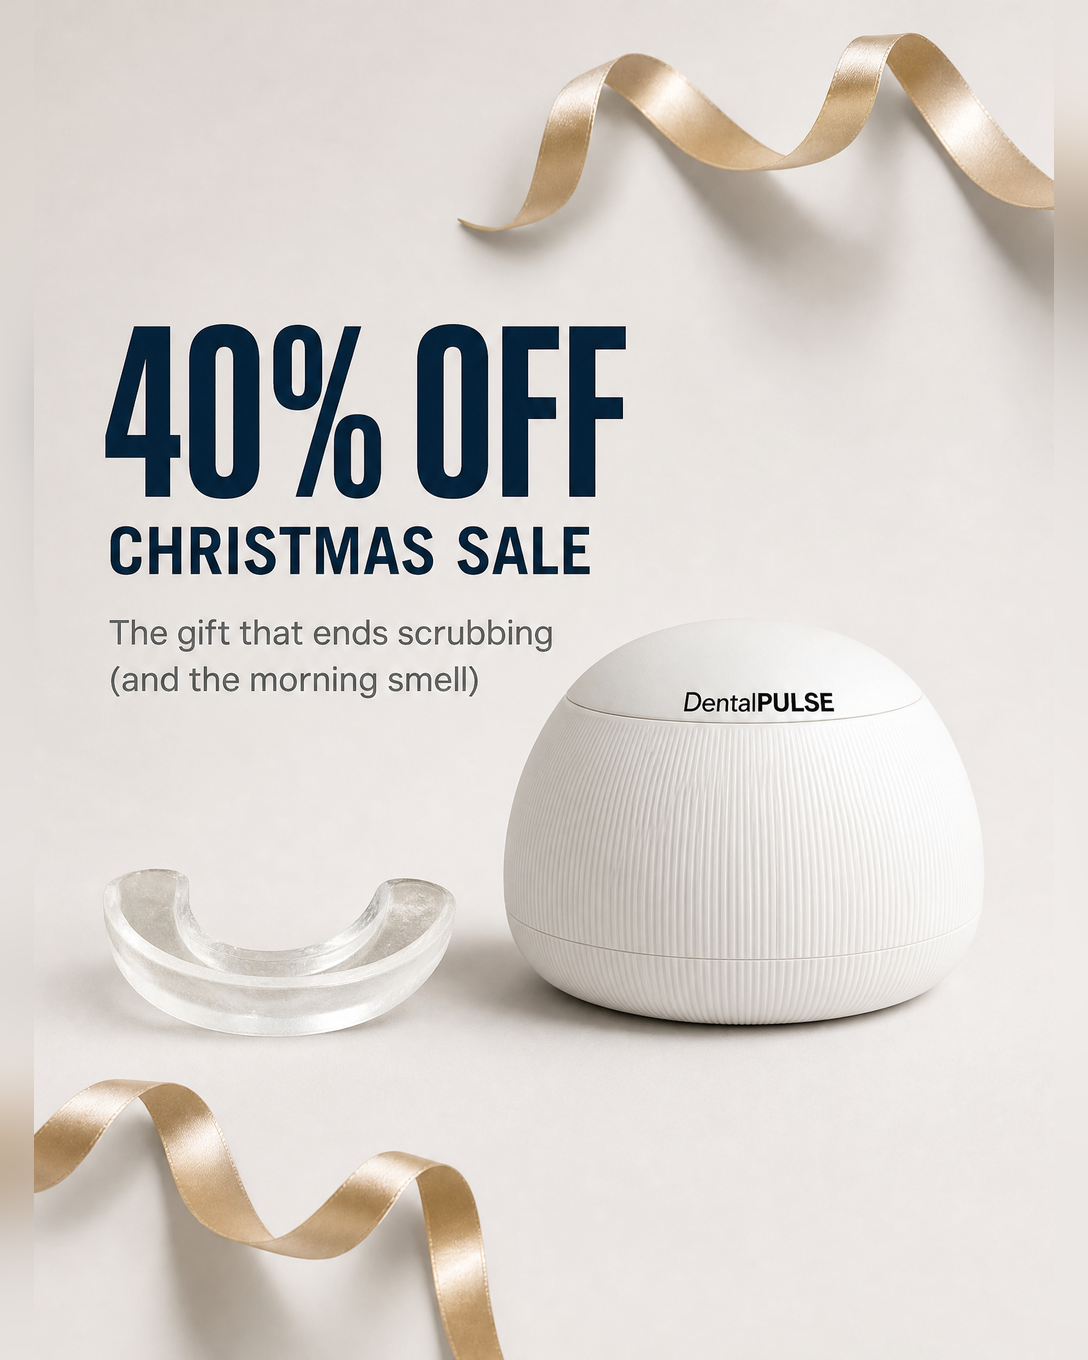 40% OFF
CHRISTMAS SALE
The gift that ends scrubbing
(and the morning smell)
DentalPULSE